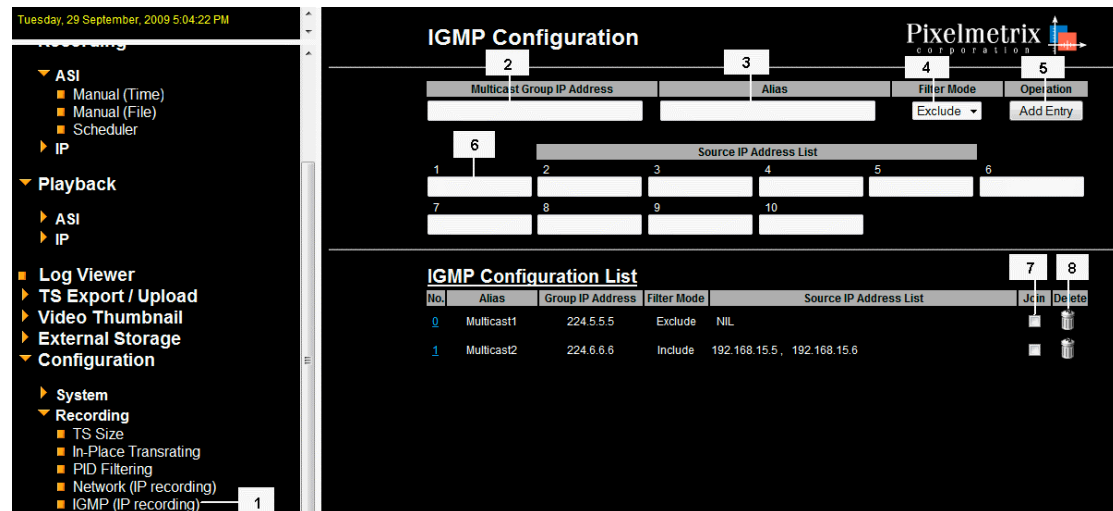 Tuesday, 29 September, 2009 5:04:22 PM
Recording
ASI
Manual (Time)
Manual (File)
Scheduler
IP
Playback
ASI
IP
Log Viewer
TS Export / Upload
Video Thumbnail
External Storage
Configuration
System
Recording
TS Size
In-Place Transrating
PID Filtering
Network (IP recording)
IGMP (IP recording) 1
IGMP Configuration
Pixelmetrix
corporation
2 3 4 5
Multicast Group IP Address Alias Filter Mode Operation
Exclude Add Entry
6
Source IP Address List
1 2 3 4 5 6
7 8 9 10
IGMP Configuration List
7 8
No. Alias Group IP Address Filter Mode Source IP Address List Join Delete
0 Multicast1 224.5.5.5 Exclude NIL
1 Multicast2 224.6.6.6 Include 192.168.15.5 , 192.168.15.6